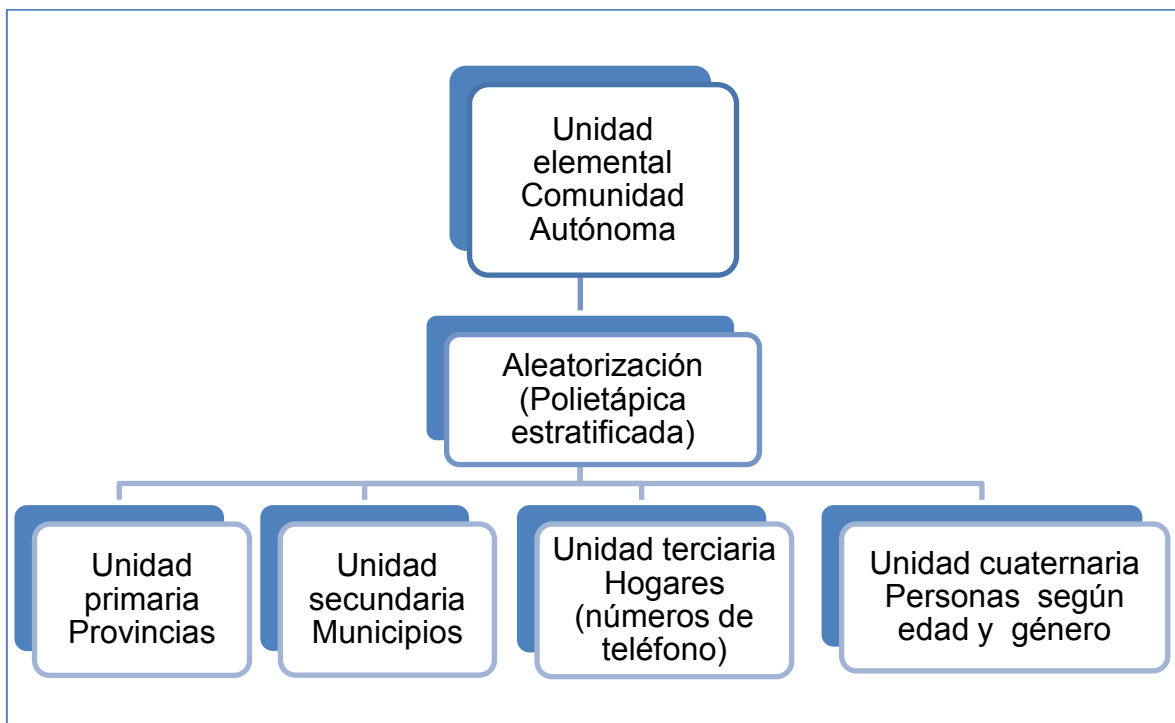 Unidad
elemental
Comunidad
Autónoma
Aleatorización
(Polietápica
estratificada)
Unidad
primaria
Provincias
Unidad
secundaria
Municipios
Unidad terciaria
Hogares
(números de
teléfono)
Unidad cuaternaria
Personas según
edad y género